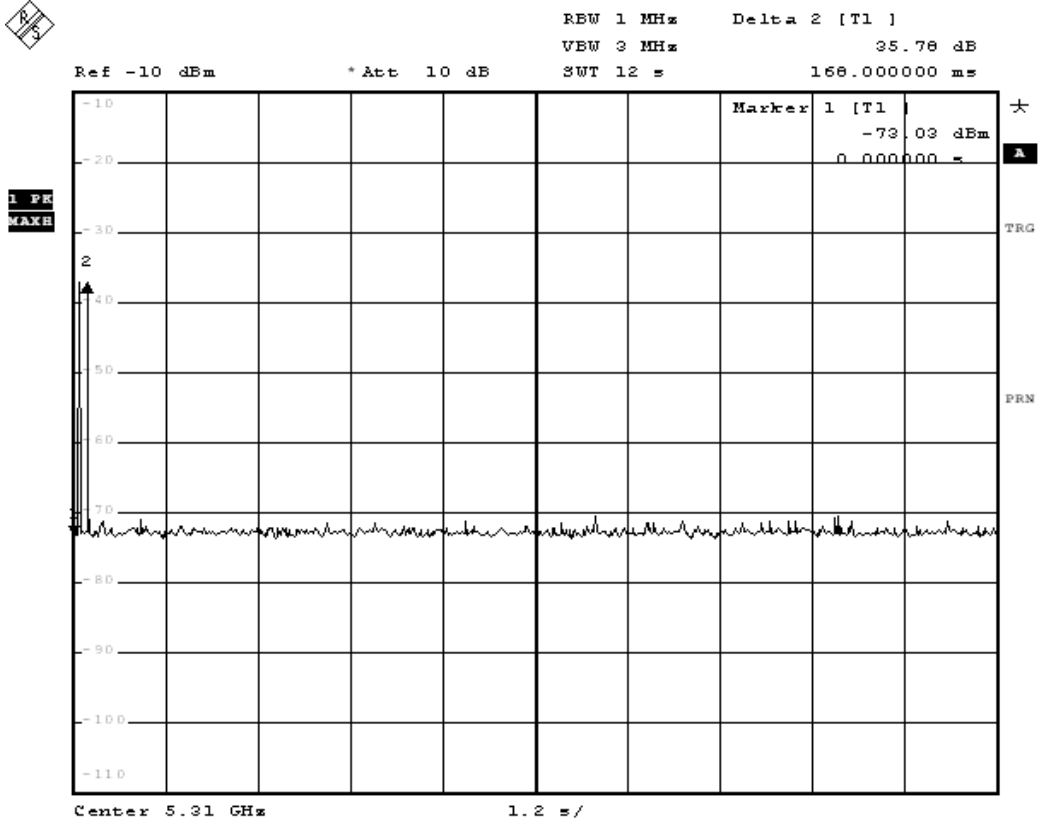 R
S
RBW 1 MHz Delta 2 [T1 ]
VBW 3 MHz 35.78 dB
Ref -10 dBm * Att 10 dB SWT 12 s 168.000000 ms
-10
Marker 1 [T1 ]
-73.03 dBm
0.000000 s
A
-20
1 PK
MAXH
-30
TRG
2
-40
-50
PRN
-60
1
-70
-80
-90
-100
-110
Center 5.31 GHz 1.2 s/